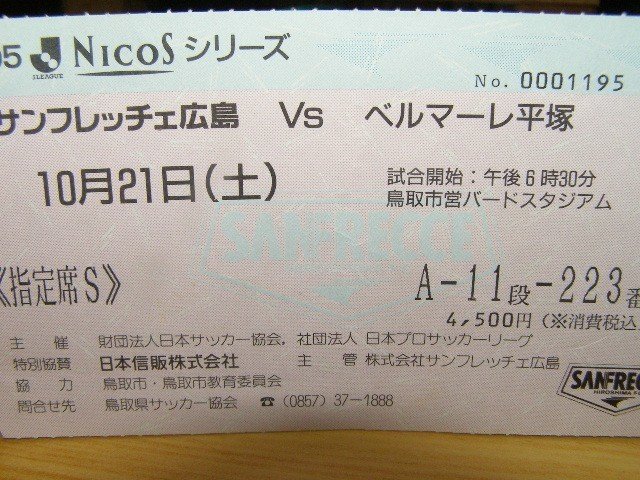 95 J.LEAGUE NICOS シリーズ
No. 0001195
サンフレッチェ広島 Vs ベルマーレ平塚
10月21日(土)
試合開始：午後6時30分
鳥取市営バードスタジアム
SANFRECCE
《指定席S》 A-11段-223番
4,500円(※消費税込
主 催 財団法人日本サッカー協会, 社団法人 日本プロサッカーリーグ
特別協賛 日本信販株式会社 主 管 株式会社サンフレッチェ広島
協 力 鳥取市・鳥取市教育委員会
問合せ先 鳥取県サッカー協会 ☎(0857)37-1888
SANFRECCE
HIROSHIMA